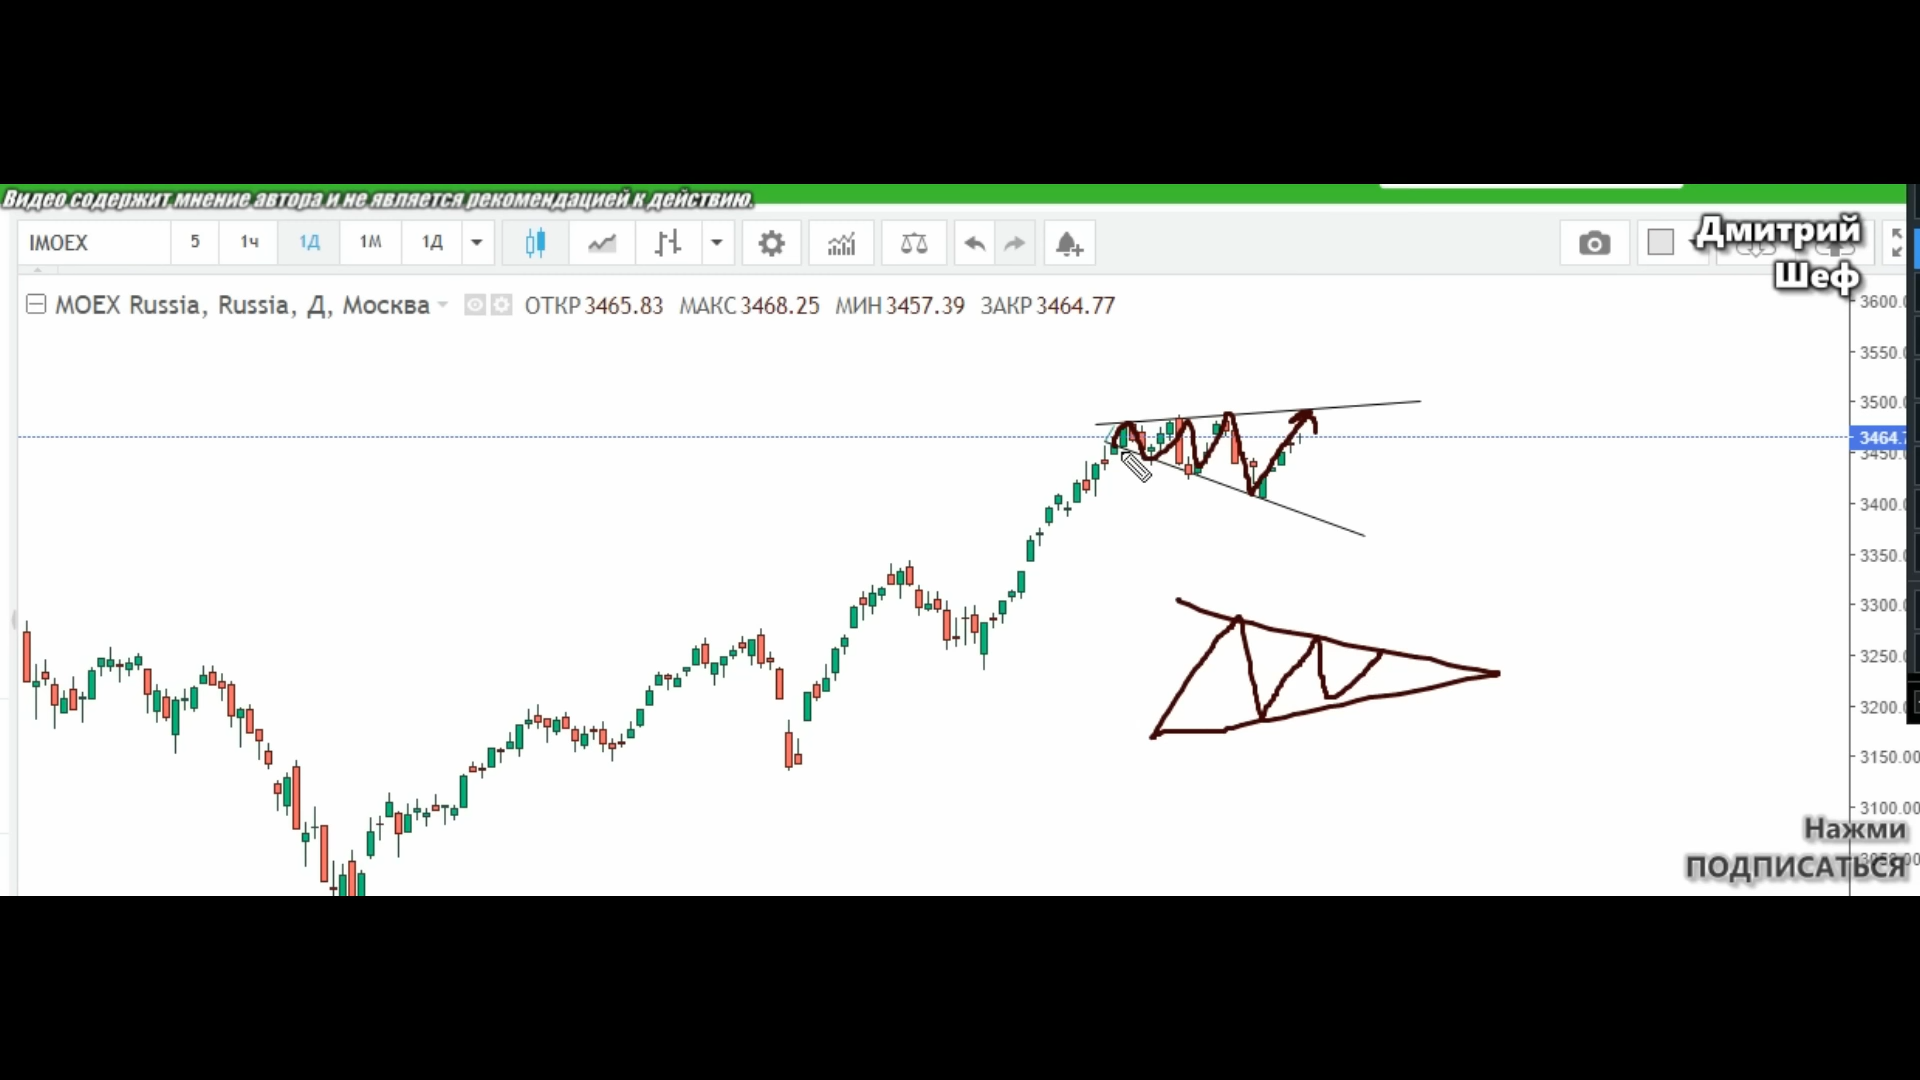 Видео содержит мнение автора и не является рекомендацией к действию.
IMOEX 5 1ч 1Д 1М 1Д
Дмитрий
Шеф
MOEX Russia, Russia, Д, Москва ОТКР 3465.83 МАКС 3468.25 МИН 3457.39 ЗАКР 3464.77
3600.0
3550.0
3500.0
3464.7
3450.0
3400.0
3350.0
3300.0
3250.0
3200.0
3150.00
3100.00
Нажми
ПОДПИСАТЬСЯ